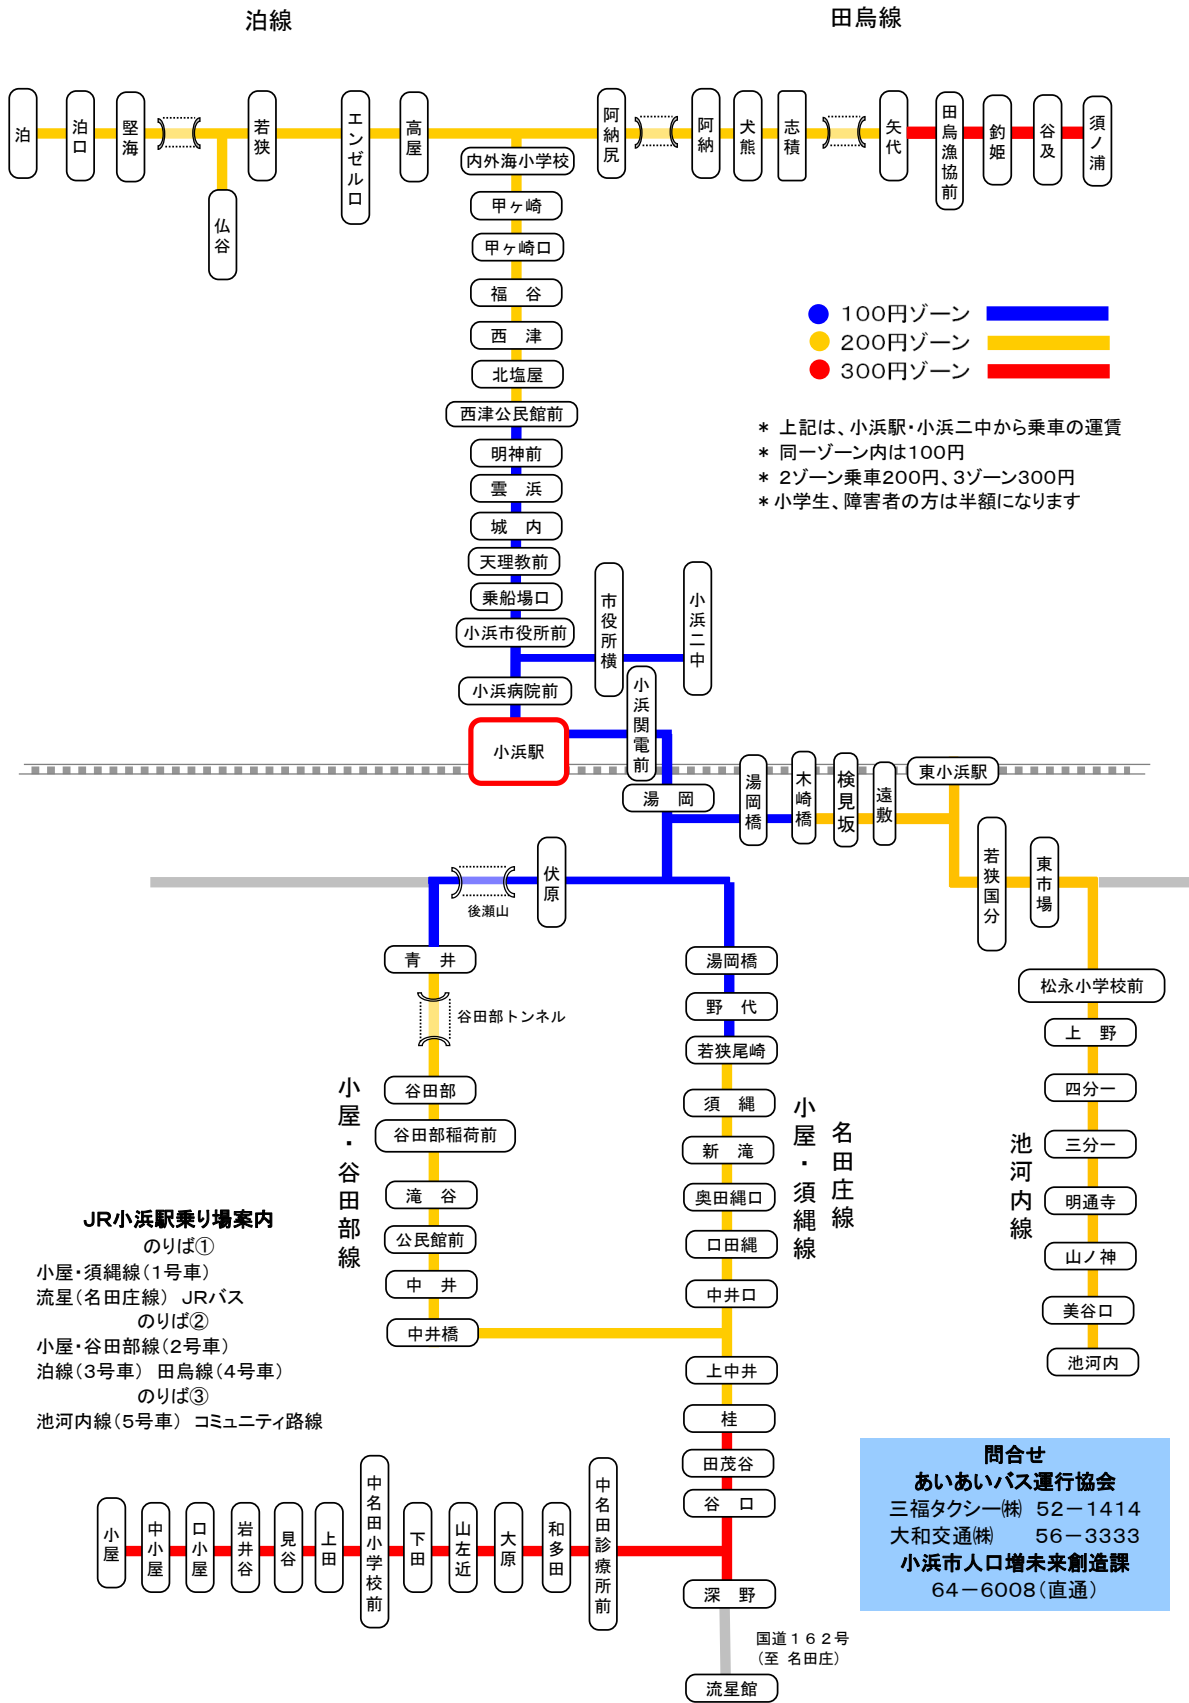 泊線
田烏線
泊
泊口
堅海
若狭
エンゼルロ
高屋
阿納尻
阿納
犬熊
志積
矢代
田烏漁協前
釣姫
谷及
須ノ浦
仏谷
内外海小学校
甲ヶ崎
甲ヶ崎口
福　谷
西　津
北塩屋
西津公民館前
明神前
雲　浜
城　内
天理教前
乗船場口
小浜市役所前
小浜病院前
小浜駅
100円ゾーン
200円ゾーン
300円ゾーン
* 上記は、小浜駅・小浜二中から乗車の運賃
* 同一ゾーン内は100円
* 2ゾーン乗車200円、3ゾーン300円
*小学生、障害者の方は半額になります
市役所横
小浜二中
小浜関電前
湯　岡
湯岡橋
木崎橋
検見坂
遠敷
東小浜駅
若狭国分
東市場
松永小学校前
上　野
四分一
三分一
明通寺
山ノ神
美谷口
池河内
池河内線
伏原
後瀬山
青　井
谷田部トンネル
谷田部
谷田部稲荷前
滝　谷
公民館前
中　井
中井橋
小屋・谷田部線
湯岡橋
野　代
若狭尾崎
須　縄
新　滝
奥田縄口
口田縄
中井口
上中井
桂
田茂谷
谷　口
深　野
小屋・須縄線
名田庄線
国道162号
(至 名田庄)
流星館
JR小浜駅乗り場案内
のりば①
小屋・須縄線(1号車)
流星(名田庄線) JRバス
のりば②
小屋・谷田部線(2号車)
泊線(3号車) 田烏線(4号車)
のりば③
池河内線(5号車) コミュニティ路線
小屋
中小屋
口小屋
岩井谷
見谷
上田
中名田小学校前
下田
山左近
大原
和多田
中名田診療所前
問合せ
あいあいバス運行協会
三福タクシー㈱ 52-1414
大和交通㈱ 56-3333
小浜市人口増未来創造課
64-6008(直通)